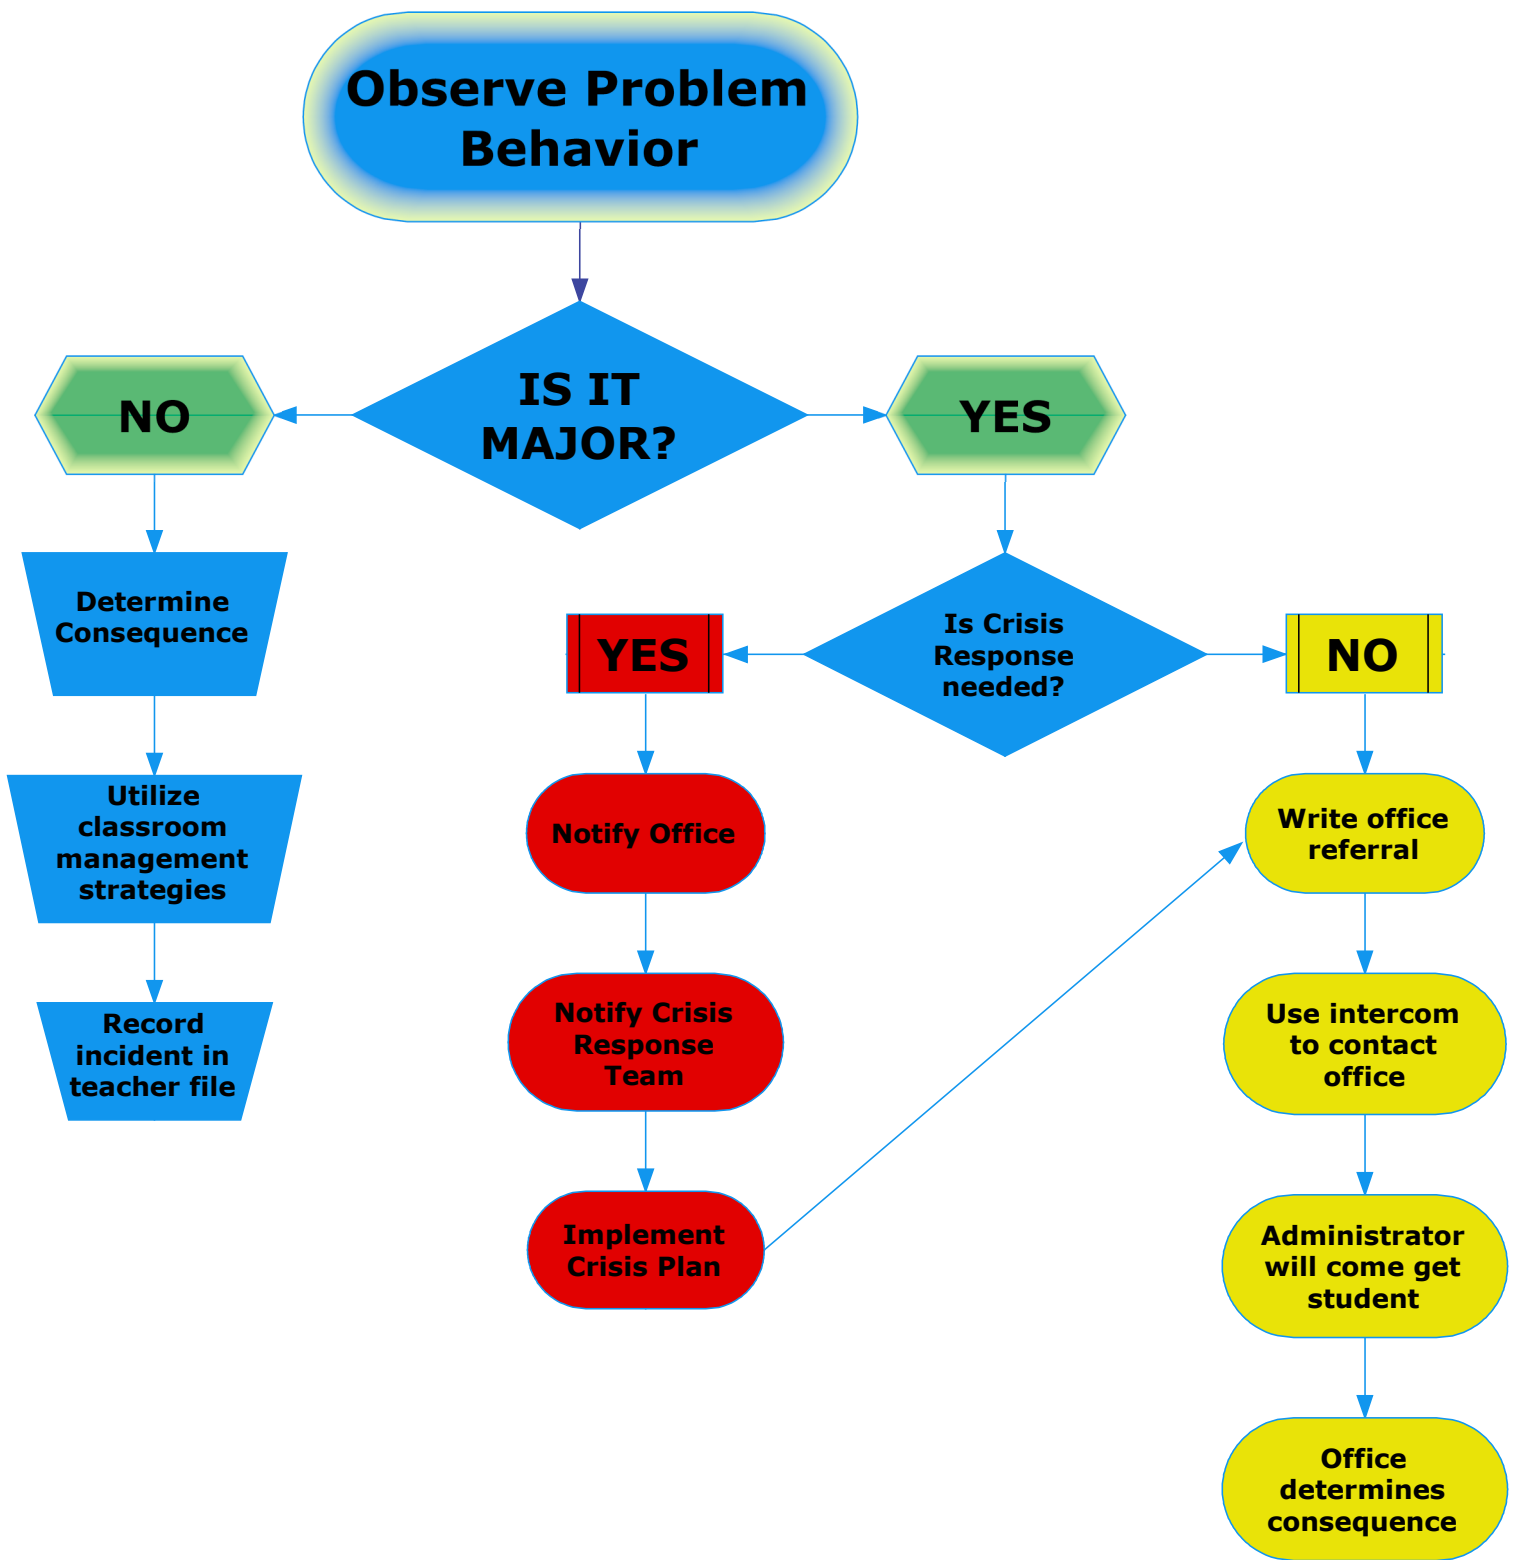 Observe Problem
Behavior
IS IT
MAJOR?
NO
YES
Determine
Consequence
Utilize
classroom
management
strategies
Record
incident in
teacher file
Is Crisis
Response
needed?
YES
NO
Notify Office
Notify Crisis
Response
Team
Implement
Crisis Plan
Write office
referral
Use intercom
to contact
office
Administrator
will come get
student
Office
determines
consequence